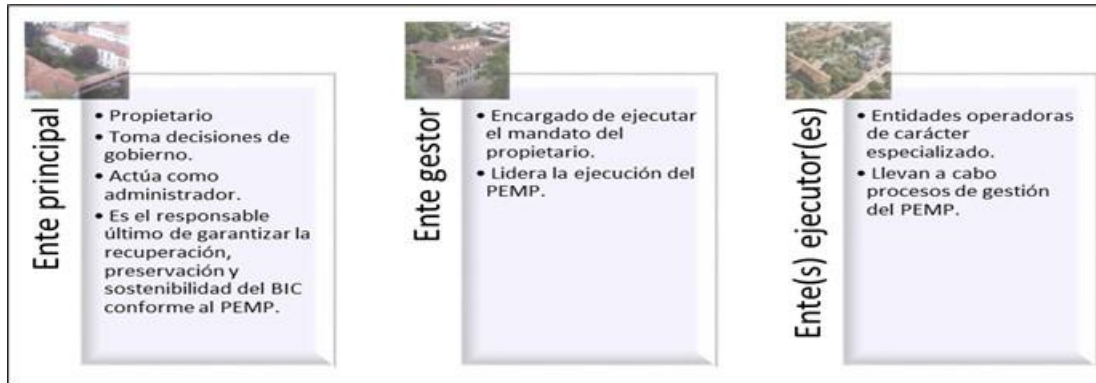 Ente principal
• Propietario
• Toma decisiones de
gobierno.
• Actúa como
administrador.
• Es el responsable
último de garantizar la
recuperación,
preservación y
sostenibilidad del BIC
conforme al PEMP.
Ente gestor
• Encargado de ejecutar
el mandato del
propietario.
• Lidera la ejecución del
PEMP.
Ente(s) ejecutor(es)
• Entidades operadoras
de carácter
especializado.
• Llevan a cabo
procesos de gestión
del PEMP.